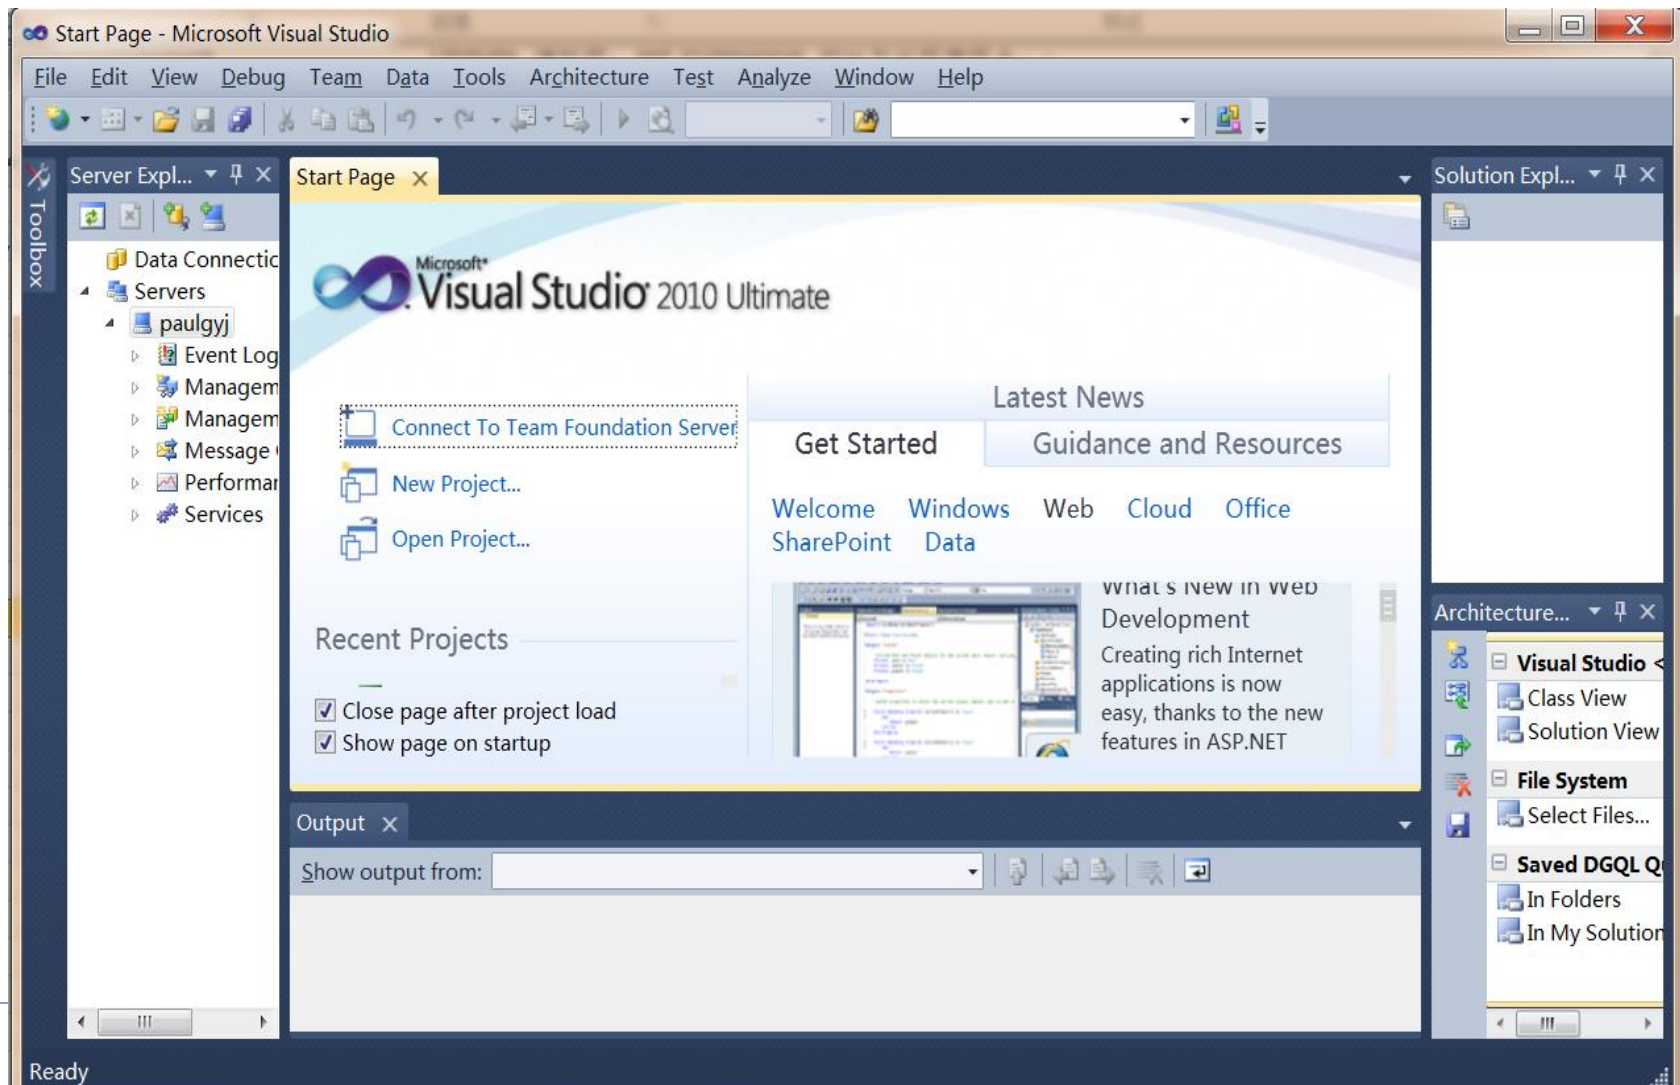 Start Page - Microsoft Visual Studio
File Edit View Debug Team Data Tools Architecture Test Analyze Window Help
Toolbox
Server Expl...
Data Connectic
Servers
paulgyj
Event Log
Managem
Managem
Message
Performar
Services
Start Page
Microsoft
Visual Studio 2010 Ultimate
Connect To Team Foundation Server
New Project...
Open Project...
Recent Projects
Close page after project load
Show page on startup
Latest News
Get Started Guidance and Resources
Welcome Windows Web Cloud Office
SharePoint Data
What's New in Web
Development
Creating rich Internet
applications is now
easy, thanks to the new
features in ASP.NET
Output
Show output from:
Solution Expl...
Architecture...
Visual Studio <
Class View
Solution View
File System
Select Files...
Saved DGQL Q
In Folders
In My Solution
Ready